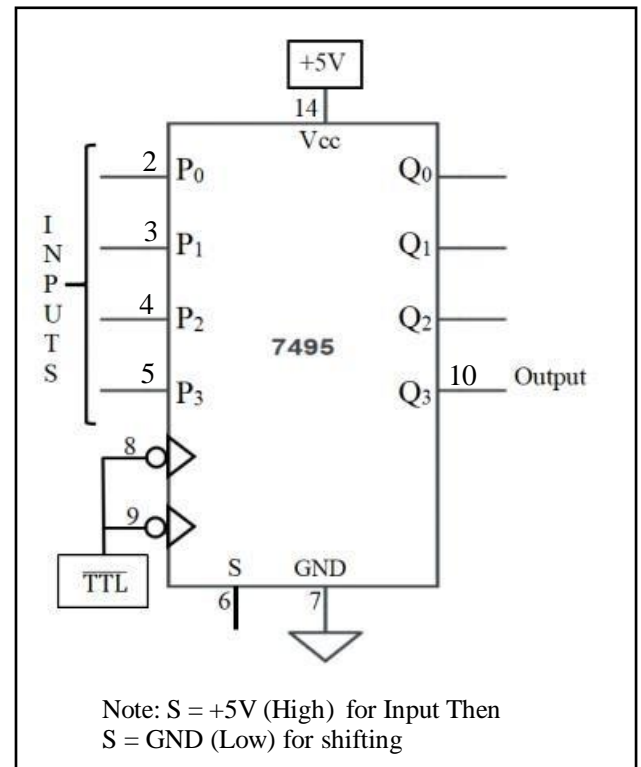 +5V
14
Vcc
2 P₀ Q₀
3 P₁ Q₁
4 P₂ Q₂
5 P₃ Q₃ 10 Output
INPUTS
7495
8
9
TTL
S GND
6 7
Note: S = +5V (High) for Input Then
S = GND (Low) for shifting